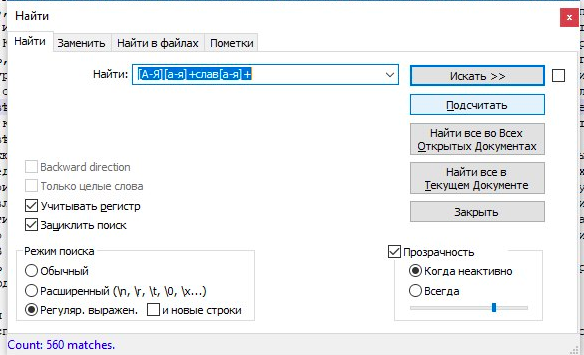 Найти
Найти Заменить Найти в файлах Пометки
Найти: [А-Я][а-я]+слав[а-я]+
Искать >>
Подсчитать
Найти все во Всех
Открытых Документах
Найти все в
Текущем Документе
Закрыть
Backward direction
Только целые слова
Учитывать регистр
Зациклить поиск
Режим поиска
Обычный
Расширенный (\n, \r, \t, \0, \x...)
Регуляр. выражен. и новые строки
Прозрачность
Когда неактивно
Всегда
Count: 560 matches.